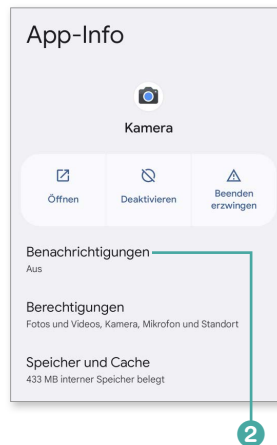 App-Info
Kamera
Öffnen
Deaktivieren
Beenden
erzwingen
Benachrichtigungen
Aus
Berechtigungen
Fotos und Videos, Kamera, Mikrofon und Standort
Speicher und Cache
433 MB interner Speicher belegt
2